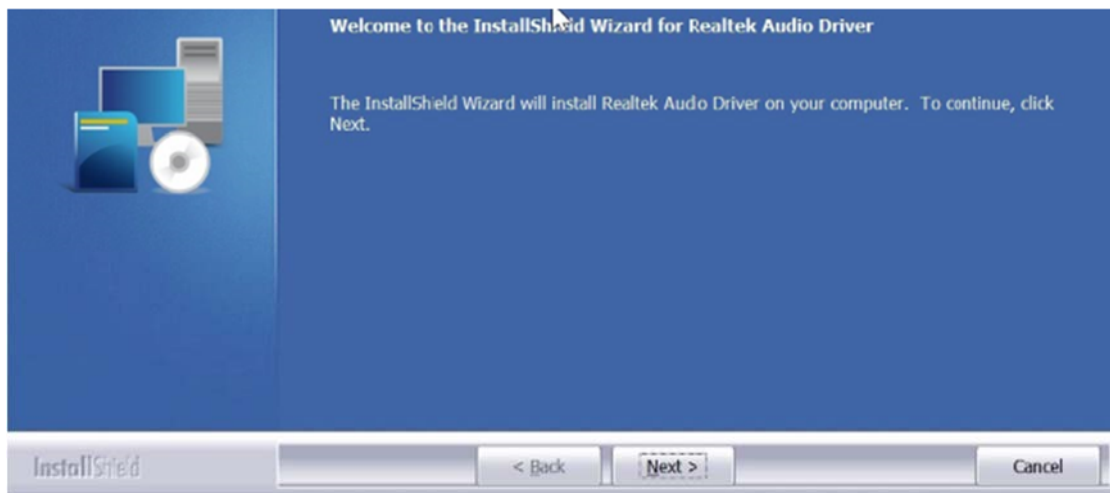 Welcome to the InstallShield Wizard for Realtek Audio Driver
The InstallShield Wizard will install Realtek Audio Driver on your computer.  To continue, click
Next.
InstallShield
< Back
Next >
Cancel